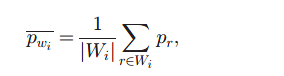 $\overline{p_{w_i}} = \frac{1}{|W_i|} \sum_{r \in W_i} p_r,$